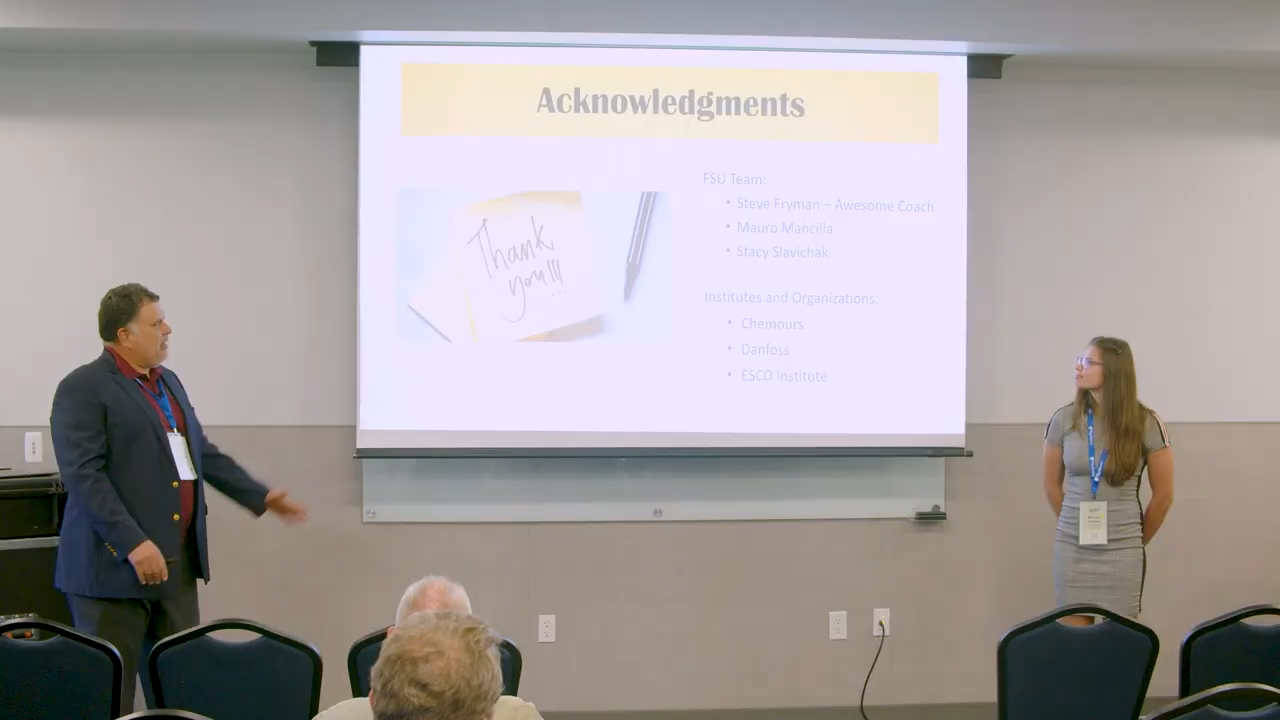 Acknowledgments
Thank
you!!!
FSU Team:
• Steve Fryman – Awesome Coach
• Mauro Mancilla
• Stacy Slavichak
Institutes and Organizations:
• Chemours
• Danfoss
• ESCO Institute